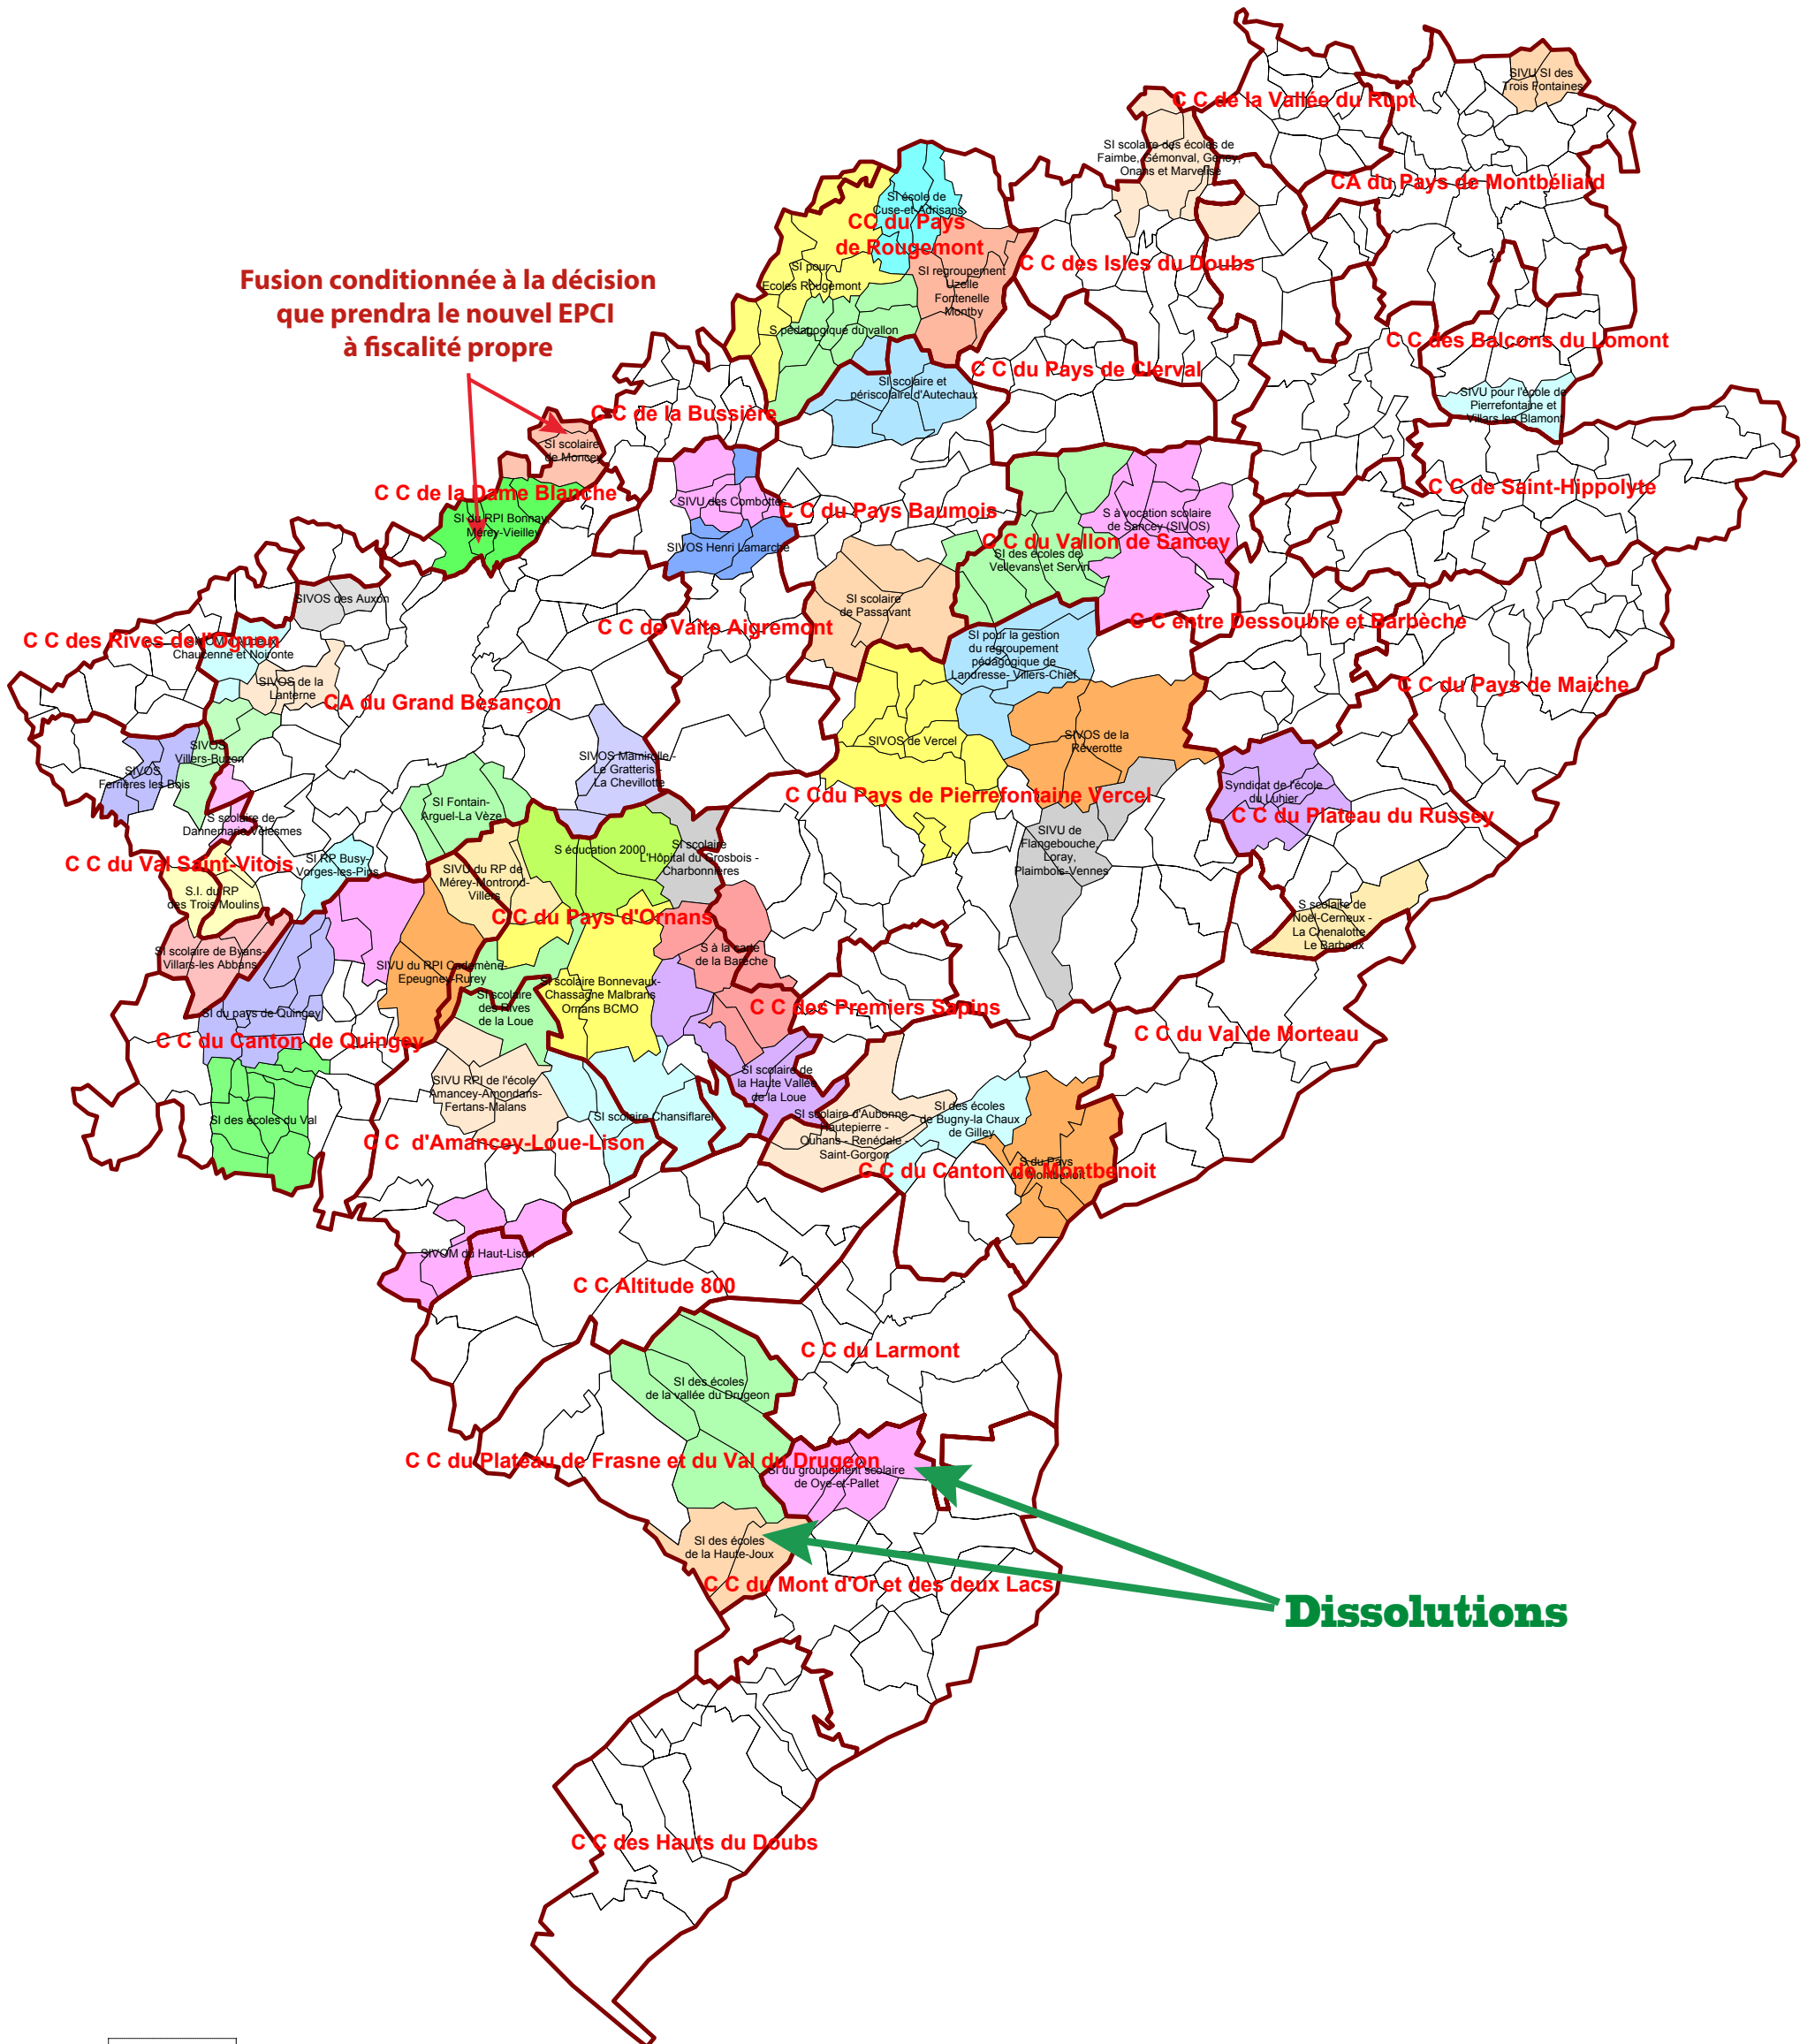 SIVU SI des
Trois Fontaines
C C de la Vallée du Rupt
SI scolaire des écoles de
Faimbe, Gémonval, Geney,
Onans et Marvelise
CA du Pays de Montbéliard
SI école de
Cuse-et-Adrisans
CC du Pays
de Rougemont
C C des Isles du Doubs
SI pour
Ecoles Rougemont
SI regroupement
Uzelle
Fontenelle
Montby
Fusion conditionnée à la décision
que prendra le nouvel EPCI
à fiscalité propre
S pédagogique du vallon
C C des Balcons du Lomont
C C du Pays de Clerval
SI scolaire et
périscolaire d'Autechaux
SIVU pour l'école de
Pierrefontaine et
Villars les Blamont
C C de la Bussière
SI scolaire
de Moncey
C C de la Dame Blanche
C C de Saint-Hippolyte
SIVU des Combottes
C C du Pays Baumois
S à vocation scolaire
de Sancey (SIVOS)
SI du RPI Bonnay
Mérey-Vieilley
C C du Vallon de Sancey
SIVOS Henri Lamarche
SI des écoles de
Vellevans et Servin
SIVOS des Auxon
SI scolaire
de Passavant
C C entre Dessoubre et Barbèche
C C de Vaite Aigremont
C C des Rives de l'Ognon
Chaucenne et Noironte
SI pour la gestion
du regroupement
pédagogique de
Landresse- Villers-Chief
SIVOS de la
Lanterne
C C du Pays de Maiche
CA du Grand Besançon
SIVOS de la
Réverotte
SIVOS de Vercel
SIVOS
Villers-Buzon
SIVOS Mamirolle -
Le Gratteris -
La Chevillotte
SIVOS
Ferrières les Bois
Syndicat de l'école
du Luhier
C C du Pays de Pierrefontaine Vercel
SI Fontain-
Arguel-La Vèze
C C du Plateau du Russey
S scolaire de
Dannemarie Velesmes
SIVU de
Flangebouche,
Loray,
Plaimbois-Vennes
S éducation 2000
SI scolaire
L'Hôpital du Grosbois -
Charbonnières
C C du Val Saint-Vitois
SI RP Busy-
Vorges-les-Pins
SIVU du RP de
Mérey-Montrond-
Villers
S.I. du RP
des Trois Moulins
S scolaire de
Noël-Cerneux -
La Chenalotte
Le Barboux
C C du Pays d'Ornans
SI scolaire de Byans-
Villars-les Abbans
S à la carte
de la Barèche
SIVU du RPI Cademène-
Epeugney-Rurey
SI scolaire Bonnevaux-
Chassagne Malbrans
Ornans BCMO
SI scolaire
des Rives
de la Loue
C C des Premiers Sapins
SI du pays de Quingey
C C du Canton de Quingey
C C du Val de Morteau
SI scolaire de
la Haute Vallée
de la Loue
SIVU RPI de l'école
Amancey-Amondans-
Fertans-Malans
SI des écoles
de Bugny-la Chaux
de Gilley
SI des écoles du Val
SI scolaire Chansiflarel
SI scolaire d'Aubonne -
Hautepierre -
Ouhans - Renédale -
Saint-Gorgon
C C  d'Amancey-Loue-Lison
S du Pays
de Montbenoit
C C du Canton de Montbenoit
SIVOM du Haut-Lison
C C Altitude 800
C C du Larmont
SI des écoles
de la vallée du Drugeon
C C du Plateau de Frasne et du Val du Drugeon
SI du groupement scolaire
de Oye-et-Pallet
SI des écoles
de la Haute-Joux
C C du Mont d'Or et des deux Lacs
Dissolutions
C C des Hauts du Doubs